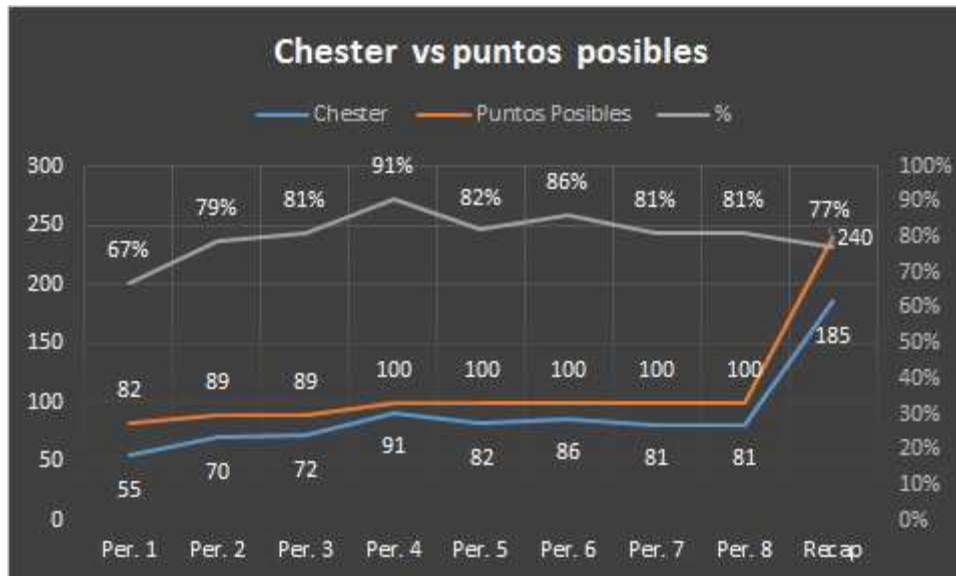 Chester vs puntos posibles
Chester Puntos Posibles %
300 100%
91% 90%
250 79% 81% 82% 86% 81% 81% 77% 80%
67% 240
200 70%
60%
150 185 50%
82 89 89 100 100 100 100 100 40%
100 30%
91 82 86 81 81
50 55 70 72 20%
10%
0 0%
Per. 1 Per. 2 Per. 3 Per. 4 Per. 5 Per. 6 Per. 7 Per. 8 Recap